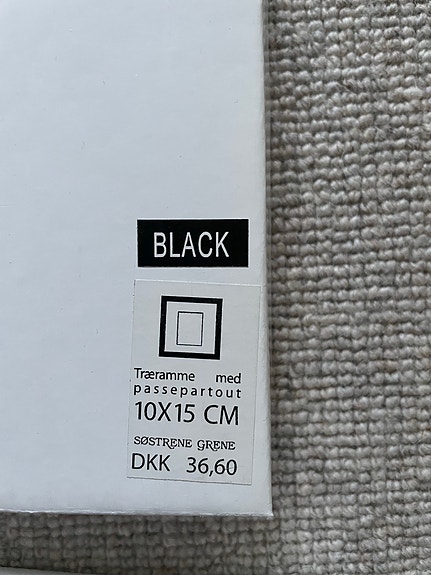 BLACK
Træramme med
passepartout
10X15 CM
SØSTRENE GRENE
DKK 36,60